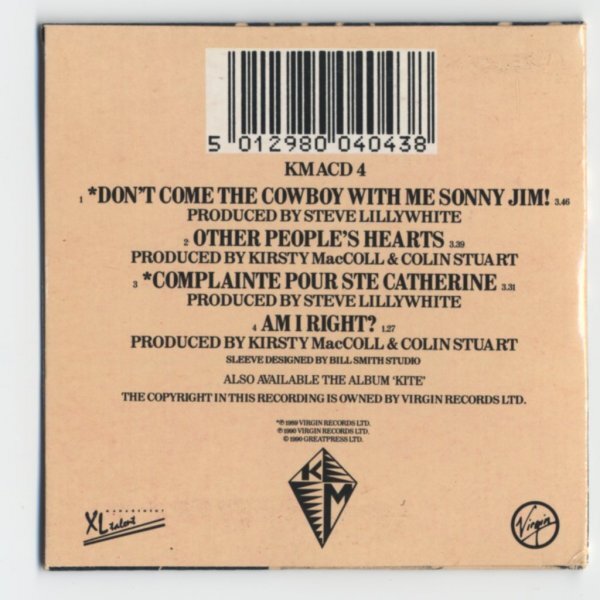 5 012980 040438
KMACD 4
1 *DON'T COME THE COWBOY WITH ME SONNY JIM! 3.46
PRODUCED BY STEVE LILLYWHITE
2 OTHER PEOPLE'S HEARTS 3.39
PRODUCED BY KIRSTY MacCOLL & COLIN STUART
3 *COMPLAINTE POUR STE CATHERINE 3.31
PRODUCED BY STEVE LILLYWHITE
4 AM I RIGHT? 1.27
PRODUCED BY KIRSTY MacCOLL & COLIN STUART
SLEEVE DESIGNED BY BILL SMITH STUDIO
ALSO AVAILABLE THE ALBUM 'KITE'
THE COPYRIGHT IN THIS RECORDING IS OWNED BY VIRGIN RECORDS LTD.
*℗ 1989 VIRGIN RECORDS LTD.
℗ 1990 VIRGIN RECORDS LTD.
© 1990 GREATPRESS LTD.
K M
MANAGEMENT
XL talent
Virgin